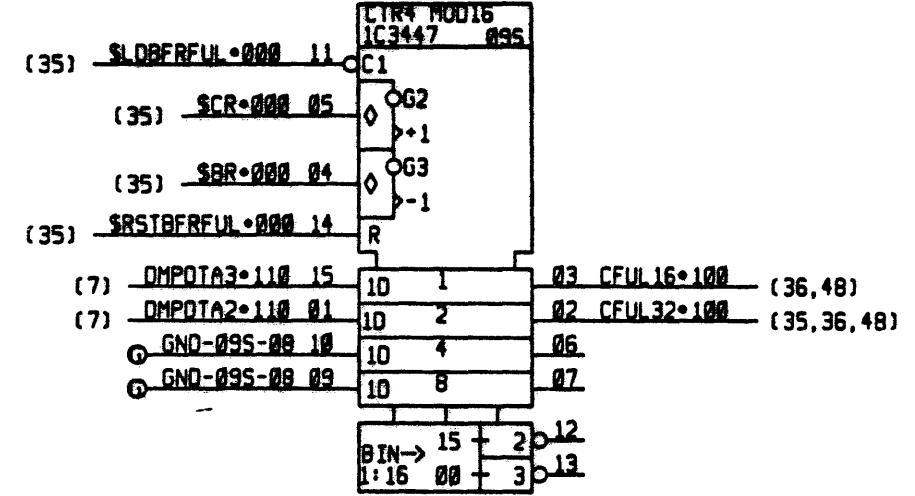 CTR4 MOD16
1C3447 09S
(35) $LDBFRFUL•000 11 C1
(35) $CR•000 05 G2
+1
(35) $BR•000 04 G3
-1
(35) $RSTBFRFUL•000 14 R
(7) DMPDTA3•110 15 1D 1 03 CFUL16•100 (36,48)
(7) DMPDTA2•110 01 1D 2 02 CFUL32•100 (35,36,48)
G GND-09S-08 10 1D 4 06
G GND-09S-08 09 1D 8 07
15 2 12
BIN→
1:16 00 3 13